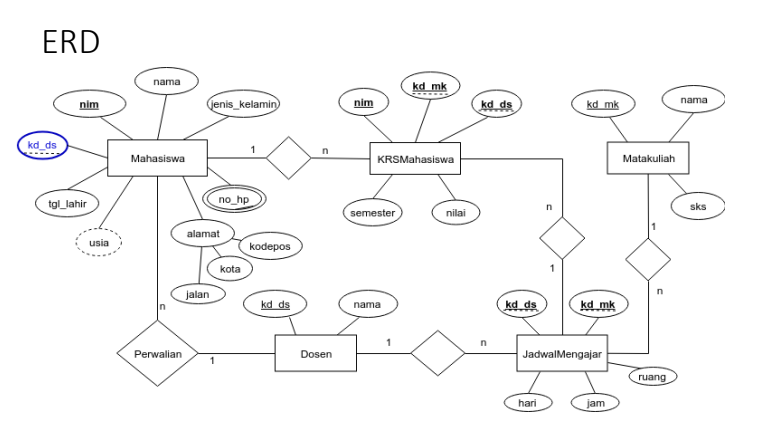 ERD
nama
nim
jenis_kelamin
kd_ds
Mahasiswa
tgl_lahir
usia
no_hp
alamat
kodepos
kota
jalan
1
n
nim
kd_mk
kd_ds
KRSMahasiswa
semester
nilai
kd_mk
nama
Matakuliah
sks
n
1
1
n
n
Perwalian
1
kd_ds
nama
Dosen
1
n
kd_ds
kd_mk
JadwalMengajar
ruang
hari
jam